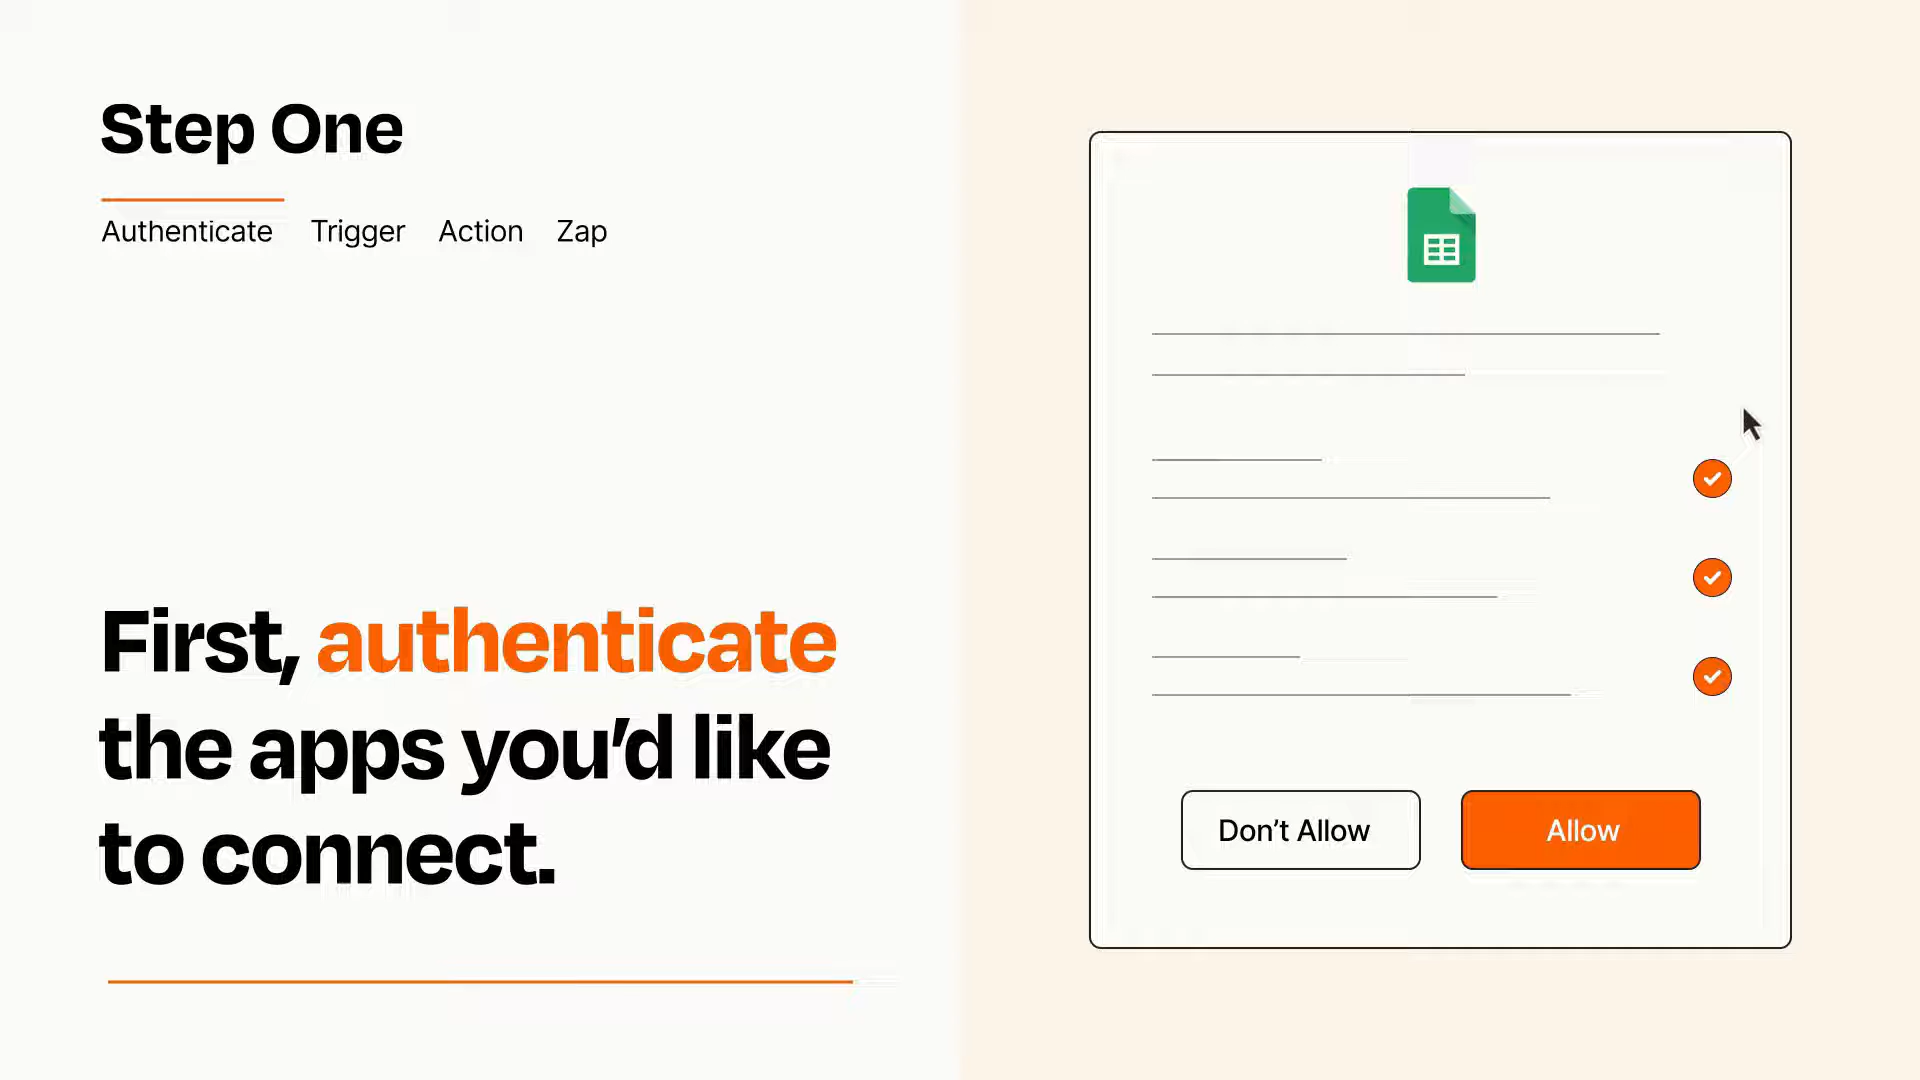 Step One
Authenticate Trigger Action Zap
First, authenticate
the apps you’d like
to connect.
Don’t Allow
Allow